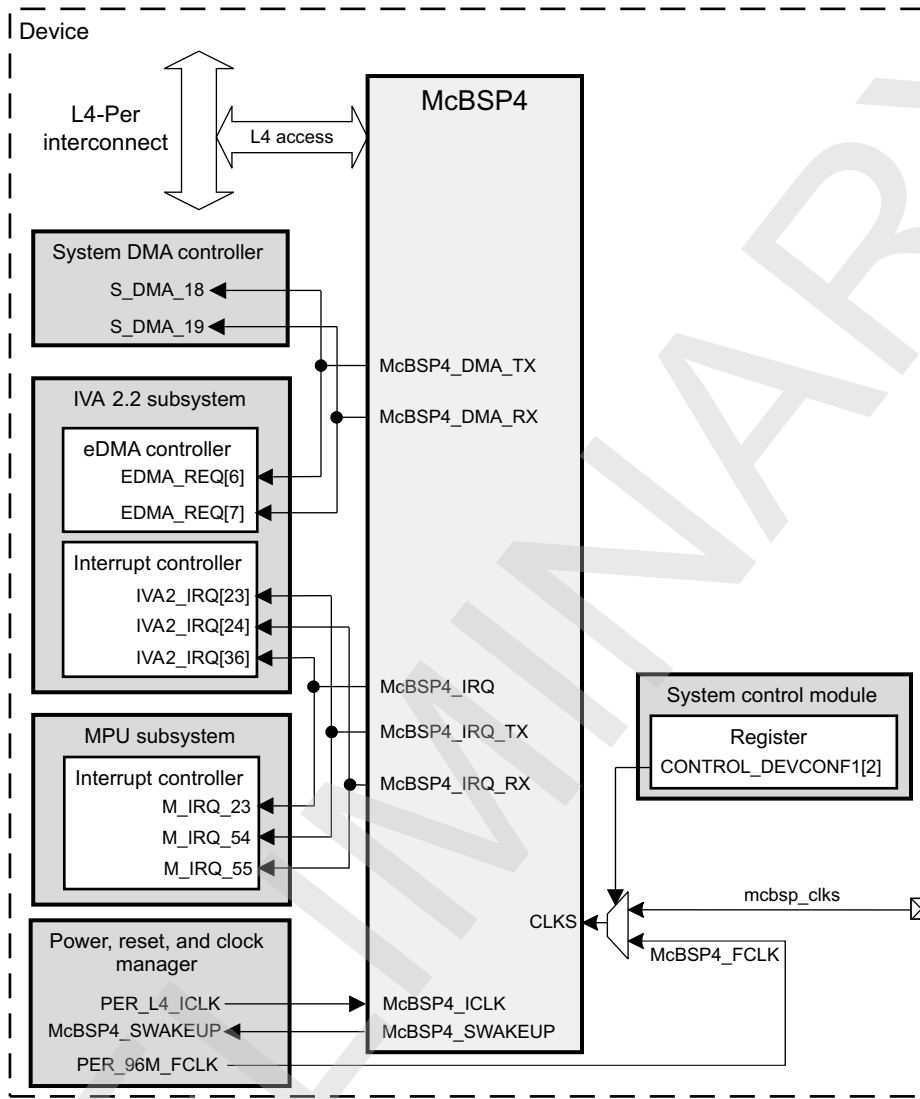 Device
L4-Per
interconnect
L4 access
McBSP4
System DMA controller
S_DMA_18
S_DMA_19
McBSP4_DMA_TX
McBSP4_DMA_RX
IVA 2.2 subsystem
eDMA controller
EDMA_REQ[6]
EDMA_REQ[7]
Interrupt controller
IVA2_IRQ[23]
IVA2_IRQ[24]
IVA2_IRQ[36]
McBSP4_IRQ
McBSP4_IRQ_TX
McBSP4_IRQ_RX
MPU subsystem
Interrupt controller
M_IRQ_23
M_IRQ_54
M_IRQ_55
System control module
Register
CONTROL_DEVCONF1[2]
mcbsp_clks
CLKS
McBSP4_FCLK
Power, reset, and clock
manager
PER_L4_ICLK
McBSP4_SWAKEUP
PER_96M_FCLK
McBSP4_ICLK
McBSP4_SWAKEUP